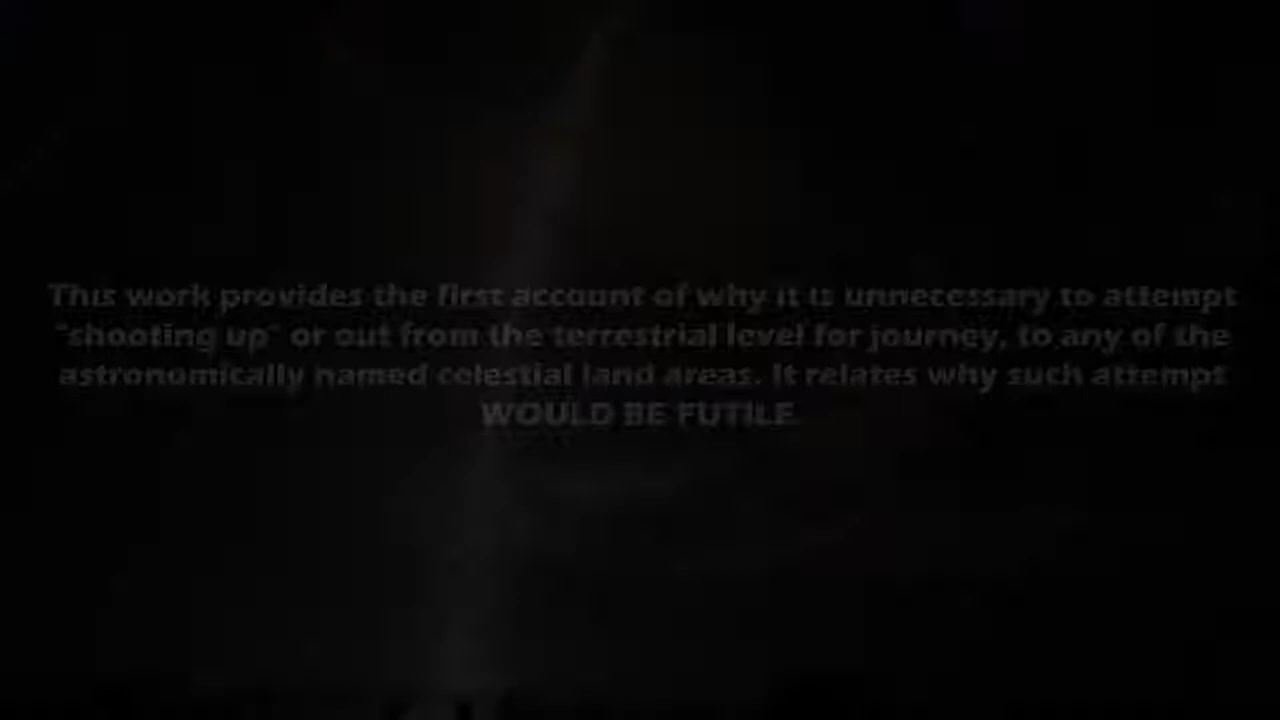 This work provides the first account of why it is unnecessary to attempt
"shooting up" or out from the terrestrial level for journey, to any of the
astronomically named celestial land areas. It relates why such attempt
WOULD BE FUTILE.